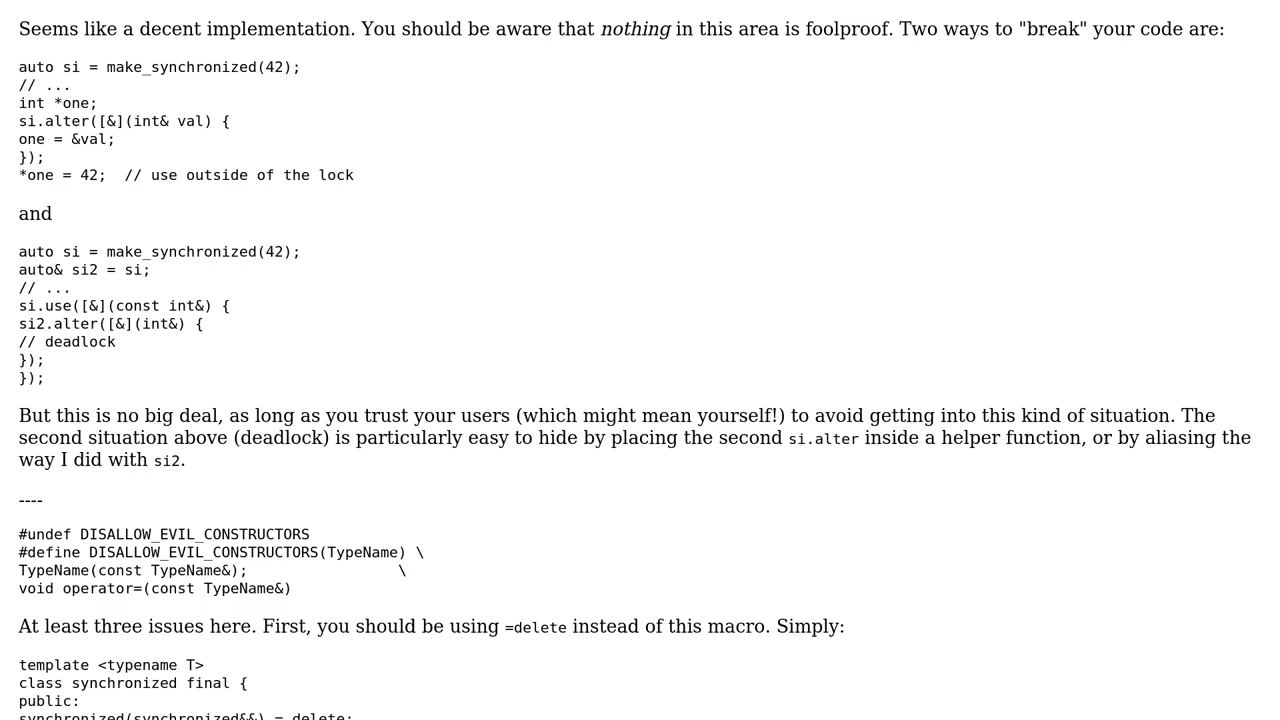 Seems like a decent implementation. You should be aware that nothing in this area is foolproof. Two ways to "break" your code are:
auto si = make_synchronized(42);
// ...
int *one;
si.alter([&](int& val) {
one = &val;
});
*one = 42;  // use outside of the lock
and
auto si = make_synchronized(42);
auto& si2 = si;
// ...
si.use([&](const int&) {
si2.alter([&](int&) {
// deadlock
});
});
But this is no big deal, as long as you trust your users (which might mean yourself!) to avoid getting into this kind of situation. The
second situation above (deadlock) is particularly easy to hide by placing the second si.alter inside a helper function, or by aliasing the
way I did with si2.
----
#undef DISALLOW_EVIL_CONSTRUCTORS
#define DISALLOW_EVIL_CONSTRUCTORS(TypeName) \
TypeName(const TypeName&);                 \
void operator=(const TypeName&)
At least three issues here. First, you should be using =delete instead of this macro. Simply:
template <typename T>
class synchronized final {
public:
synchronized(synchronized&&) = delete;